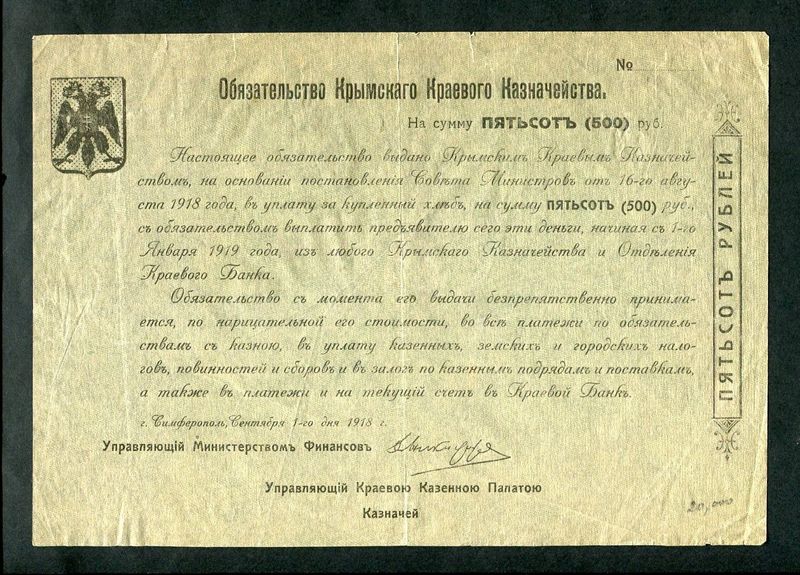 №
Обязательство Крымскаго Краевого Казначейства.
На сумму ПЯТЬСОТЪ (500) руб.
Настоящее обязательство выдано Крымскимъ Краевымъ Казначей-
ствомъ, на основаніи постановленія Совѣта Министровъ отъ 16-го авгу-
ста 1918 года, въ уплату за купленный хлѣбъ, на сумму ПЯТЬСОТЪ (500) руб.,
съ обязательствомъ выплатить предъявителю сего эти деньги, начиная съ 1-го
Января 1919 года, изъ любого Крымскаго Казначейства и Отдѣленія
Краевого Банка.
Обязательство съ момента его выдачи безпрепятственно принима-
ется, по нарицательной его стоимости, во всѣ платежи по обязатель-
ствамъ съ казною, въ уплату казенныхъ, земскихъ и городскихъ нало-
говъ, повинностей и сборовъ и въ залогъ по казеннымъ подрядамъ и поставкамъ,
а также въ платежи и на текущій счетъ въ Краевой Банкъ.
г. Симферополь, Сентября 1-го дня 1918 г.
Управляющій Министерствомъ Финансовъ
Управляющій Краевою Казенною Палатою
Казначей
ПЯТЬСОТЪ РУБЛЕЙ
20,000